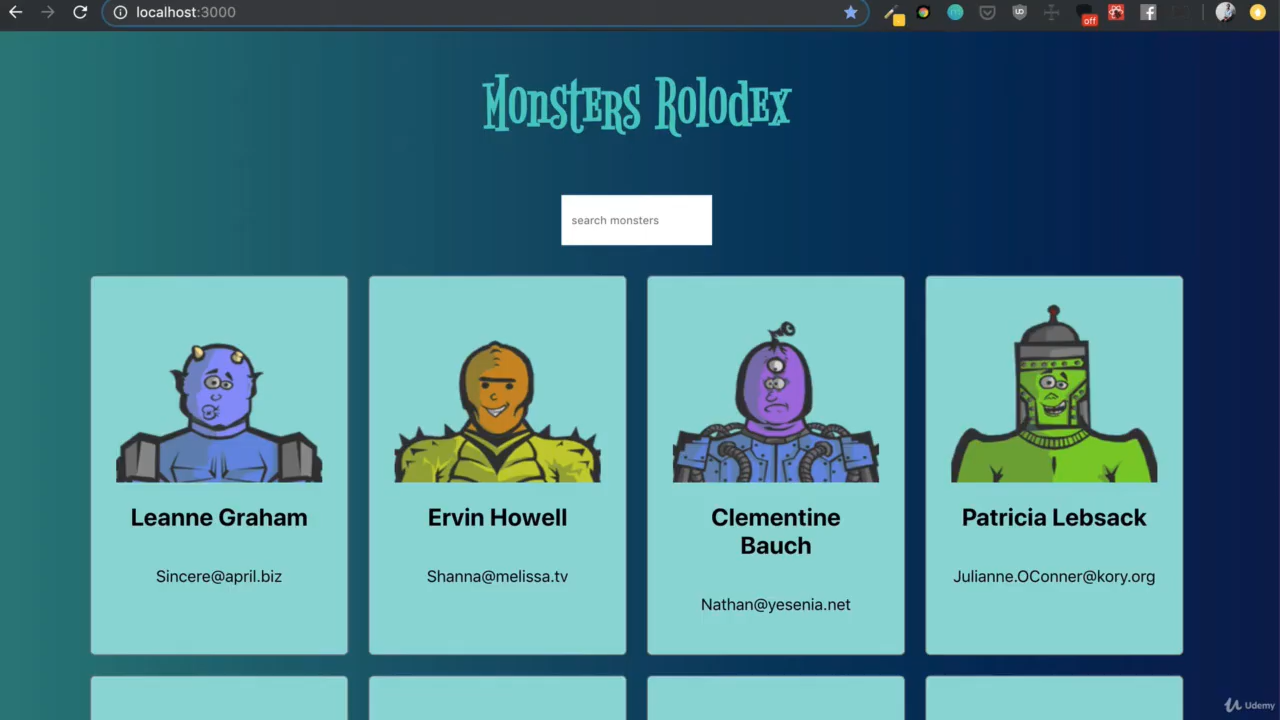 localhost:3000
off
Monsters Rolodex
search monsters
Leanne Graham
Sincere@april.biz
Ervin Howell
Shanna@melissa.tv
Clementine
Bauch
Nathan@yesenia.net
Patricia Lebsack
Julianne.OConner@kory.org
Udemy